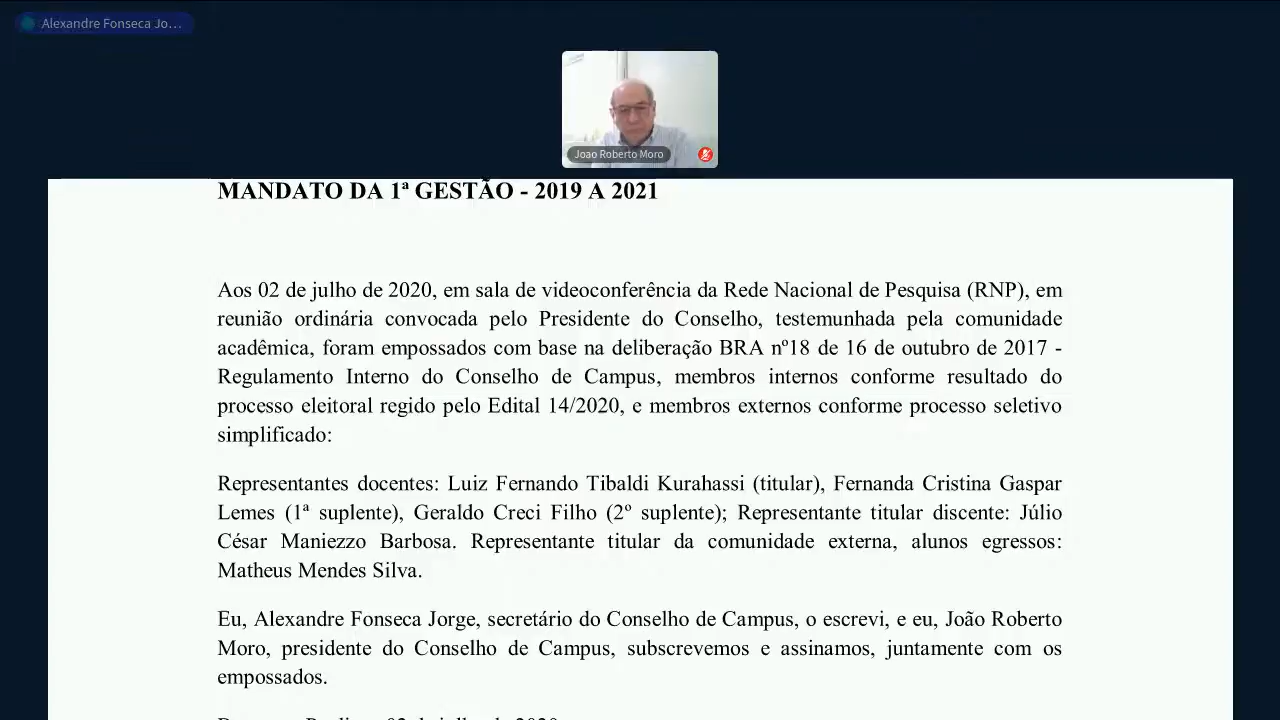 Alexandre Fonseca Jo...
Joao Roberto Moro
MANDATO DA 1ª GESTÃO - 2019 A 2021
Aos 02 de julho de 2020, em sala de videoconferência da Rede Nacional de Pesquisa (RNP), em
reunião ordinária convocada pelo Presidente do Conselho, testemunhada pela comunidade
acadêmica, foram empossados com base na deliberação BRA nº18 de 16 de outubro de 2017 -
Regulamento Interno do Conselho de Campus, membros internos conforme resultado do
processo eleitoral regido pelo Edital 14/2020, e membros externos conforme processo seletivo
simplificado:
Representantes docentes: Luiz Fernando Tibaldi Kurahassi (titular), Fernanda Cristina Gaspar
Lemes (1ª suplente), Geraldo Creci Filho (2º suplente); Representante titular discente: Júlio
César Maniezzo Barbosa. Representante titular da comunidade externa, alunos egressos:
Matheus Mendes Silva.
Eu, Alexandre Fonseca Jorge, secretário do Conselho de Campus, o escrevi, e eu, João Roberto
Moro, presidente do Conselho de Campus, subscrevemos e assinamos, juntamente com os
empossados.
02 de julho de 2020